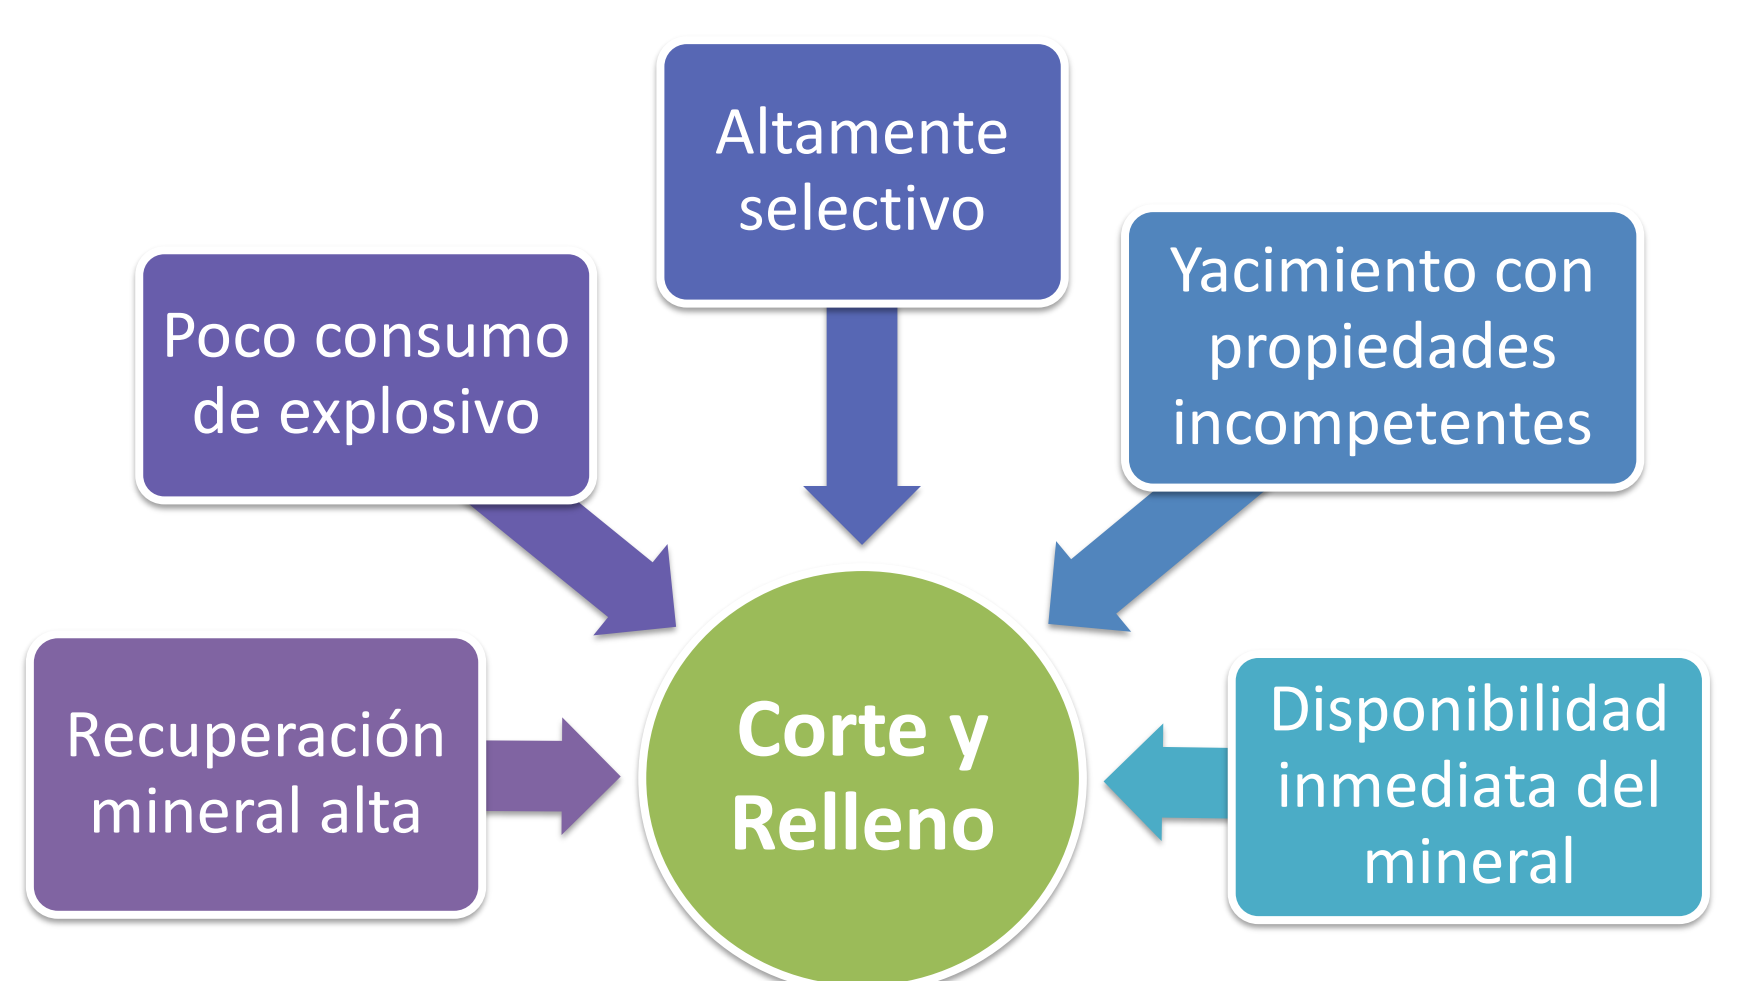 Altamente
selectivo
Poco consumo
de explosivo
Yacimiento con
propiedades
incompetentes
Recuperación
mineral alta
Corte y
Relleno
Disponibilidad
inmediata del
mineral